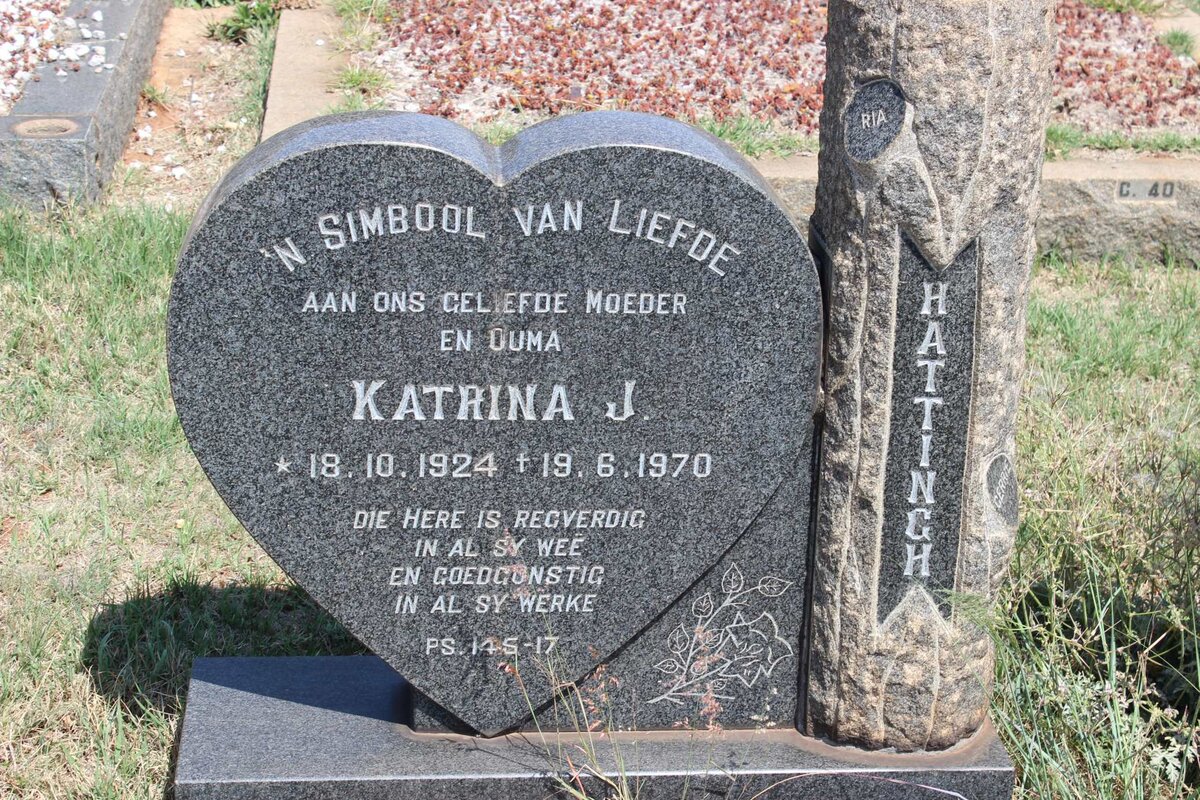 'N SIMBOOL VAN LIEFDE
AAN ONS GELIEFDE MOEDER
EN OUMA
KATRINA J.
* 18.10.1924 † 19.6.1970
DIE HERE IS REGVERDIG
IN AL SY WEË
EN GOEDGUNSTIG
IN AL SY WERKE
PS. 145-17
RIA
HATTINGH
C. 40